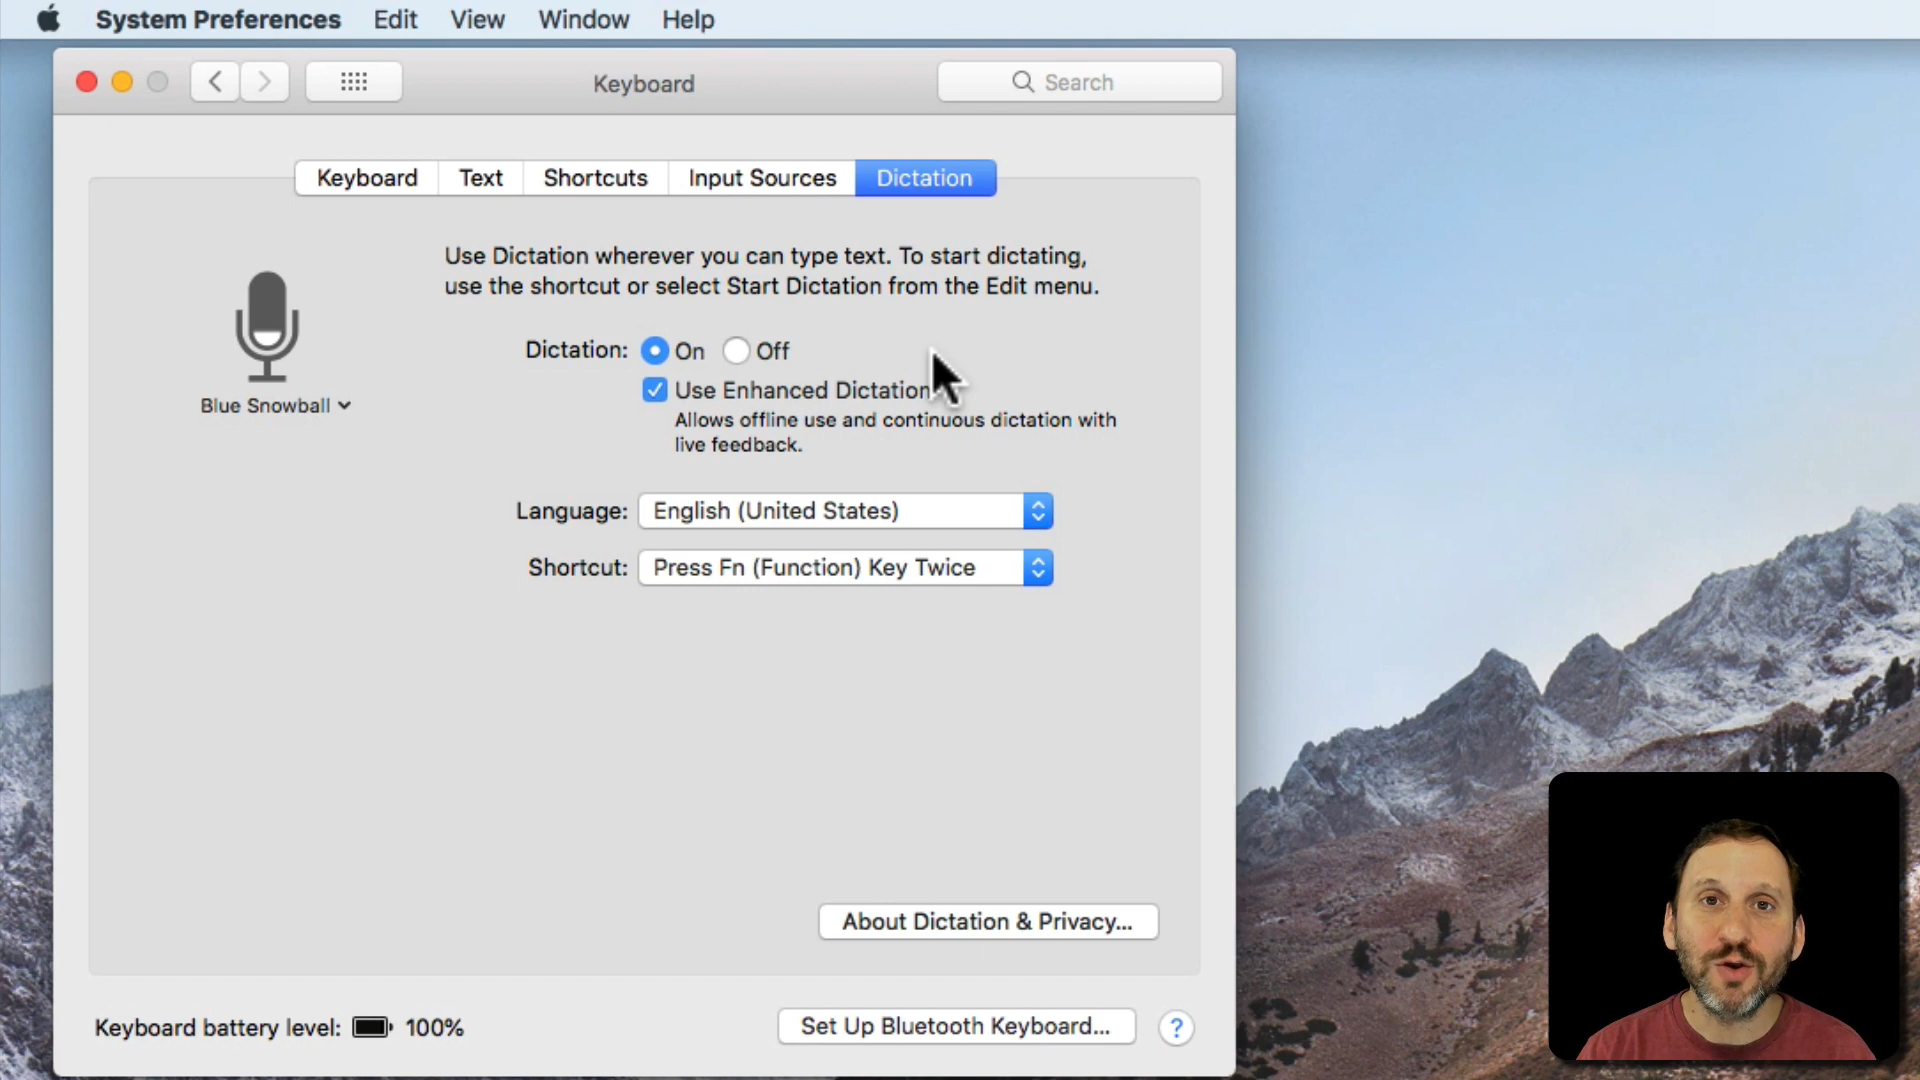 System Preferences Edit View Window Help
Keyboard
Search
Keyboard Text Shortcuts Input Sources Dictation
Use Dictation wherever you can type text. To start dictating,
use the shortcut or select Start Dictation from the Edit menu.
Dictation: On Off
Use Enhanced Dictation
Allows offline use and continuous dictation with
live feedback.
Blue Snowball
Language: English (United States)
Shortcut: Press Fn (Function) Key Twice
About Dictation & Privacy...
Keyboard battery level: 100%
Set Up Bluetooth Keyboard...
?